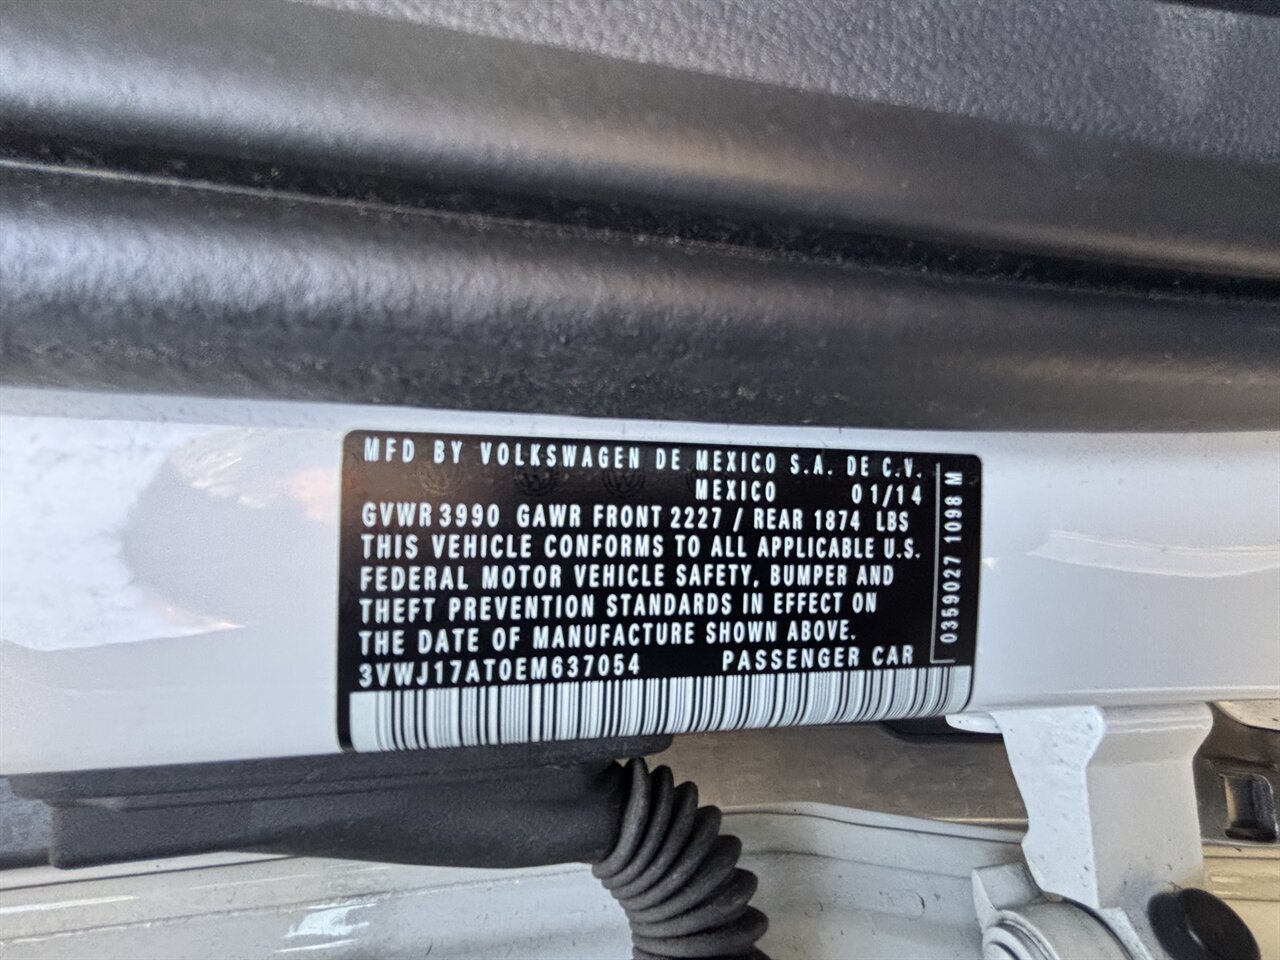 MFD BY VOLKSWAGEN DE MEXICO S.A. DE C.V.
MEXICO 01/14
GVWR 3990 GAWR FRONT 2227 / REAR 1874 LBS
THIS VEHICLE CONFORMS TO ALL APPLICABLE U.S.
FEDERAL MOTOR VEHICLE SAFETY, BUMPER AND
THEFT PREVENTION STANDARDS IN EFFECT ON
THE DATE OF MANUFACTURE SHOWN ABOVE.
3VWJ17AT0EM637054 PASSENGER CAR
0359027 1098 M